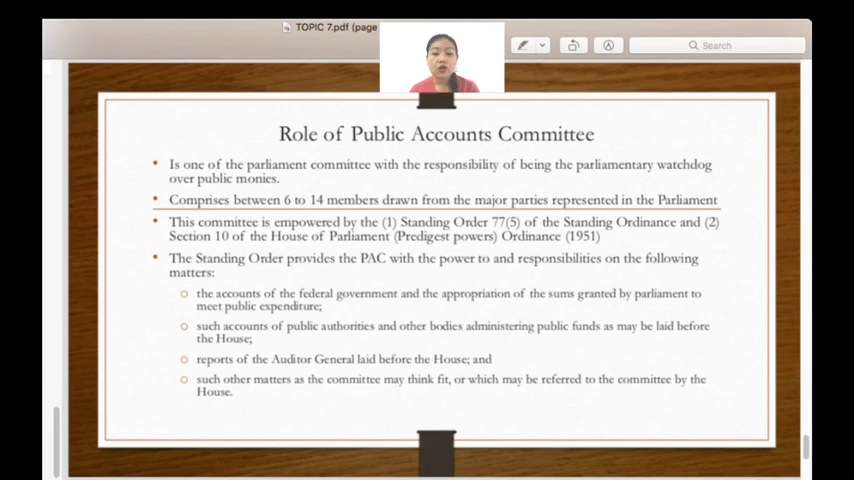 TOPIC 7.pdf (page
Search
Role of Public Accounts Committee
• Is one of the parliament committee with the responsibility of being the parliamentary watchdog
over public monies.
• Comprises between 6 to 14 members drawn from the major parties represented in the Parliament
• This committee is empowered by the (1) Standing Order 77(5) of the Standing Ordinance and (2)
Section 10 of the House of Parliament (Predigest powers) Ordinance (1951)
• The Standing Order provides the PAC with the power to and responsibilities on the following
matters:
○ the accounts of the federal government and the appropriation of the sums granted by parliament to
meet public expenditure;
○ such accounts of public authorities and other bodies administering public funds as may be laid before
the House;
○ reports of the Auditor General laid before the House; and
○ such other matters as the committee may think fit, or which may be referred to the committee by the
House.